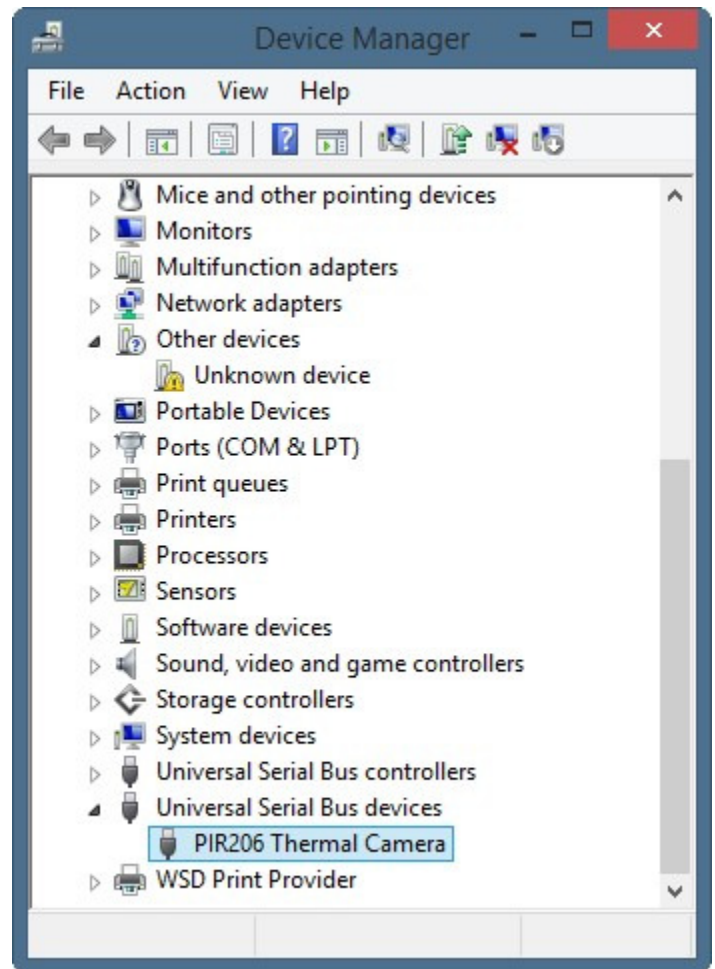 Device Manager
File Action View Help
Mice and other pointing devices
Monitors
Multifunction adapters
Network adapters
Other devices
Unknown device
Portable Devices
Ports (COM & LPT)
Print queues
Printers
Processors
Sensors
Software devices
Sound, video and game controllers
Storage controllers
System devices
Universal Serial Bus controllers
Universal Serial Bus devices
PIR206 Thermal Camera
WSD Print Provider